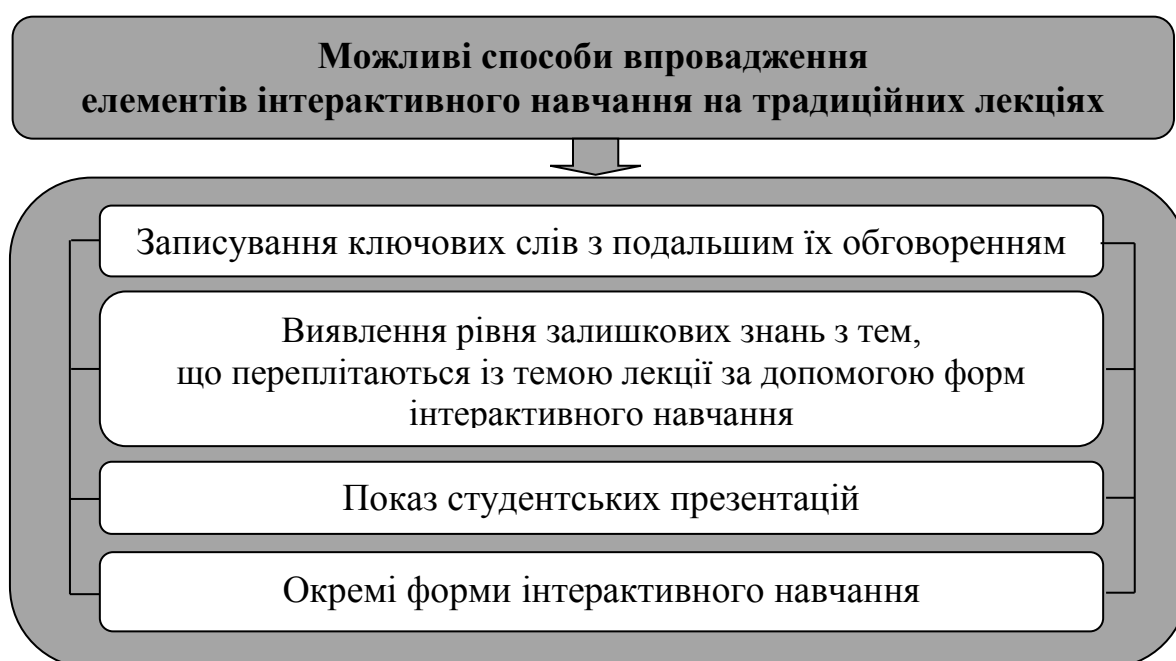 Можливі способи впровадження
елементів інтерактивного навчання на традиційних лекціях
Записування ключових слів з подальшим їх обговоренням
Виявлення рівня залишкових знань з тем,
що переплітаються із темою лекції за допомогою форм
інтерактивного навчання
Показ студентських презентацій
Окремі форми інтерактивного навчання